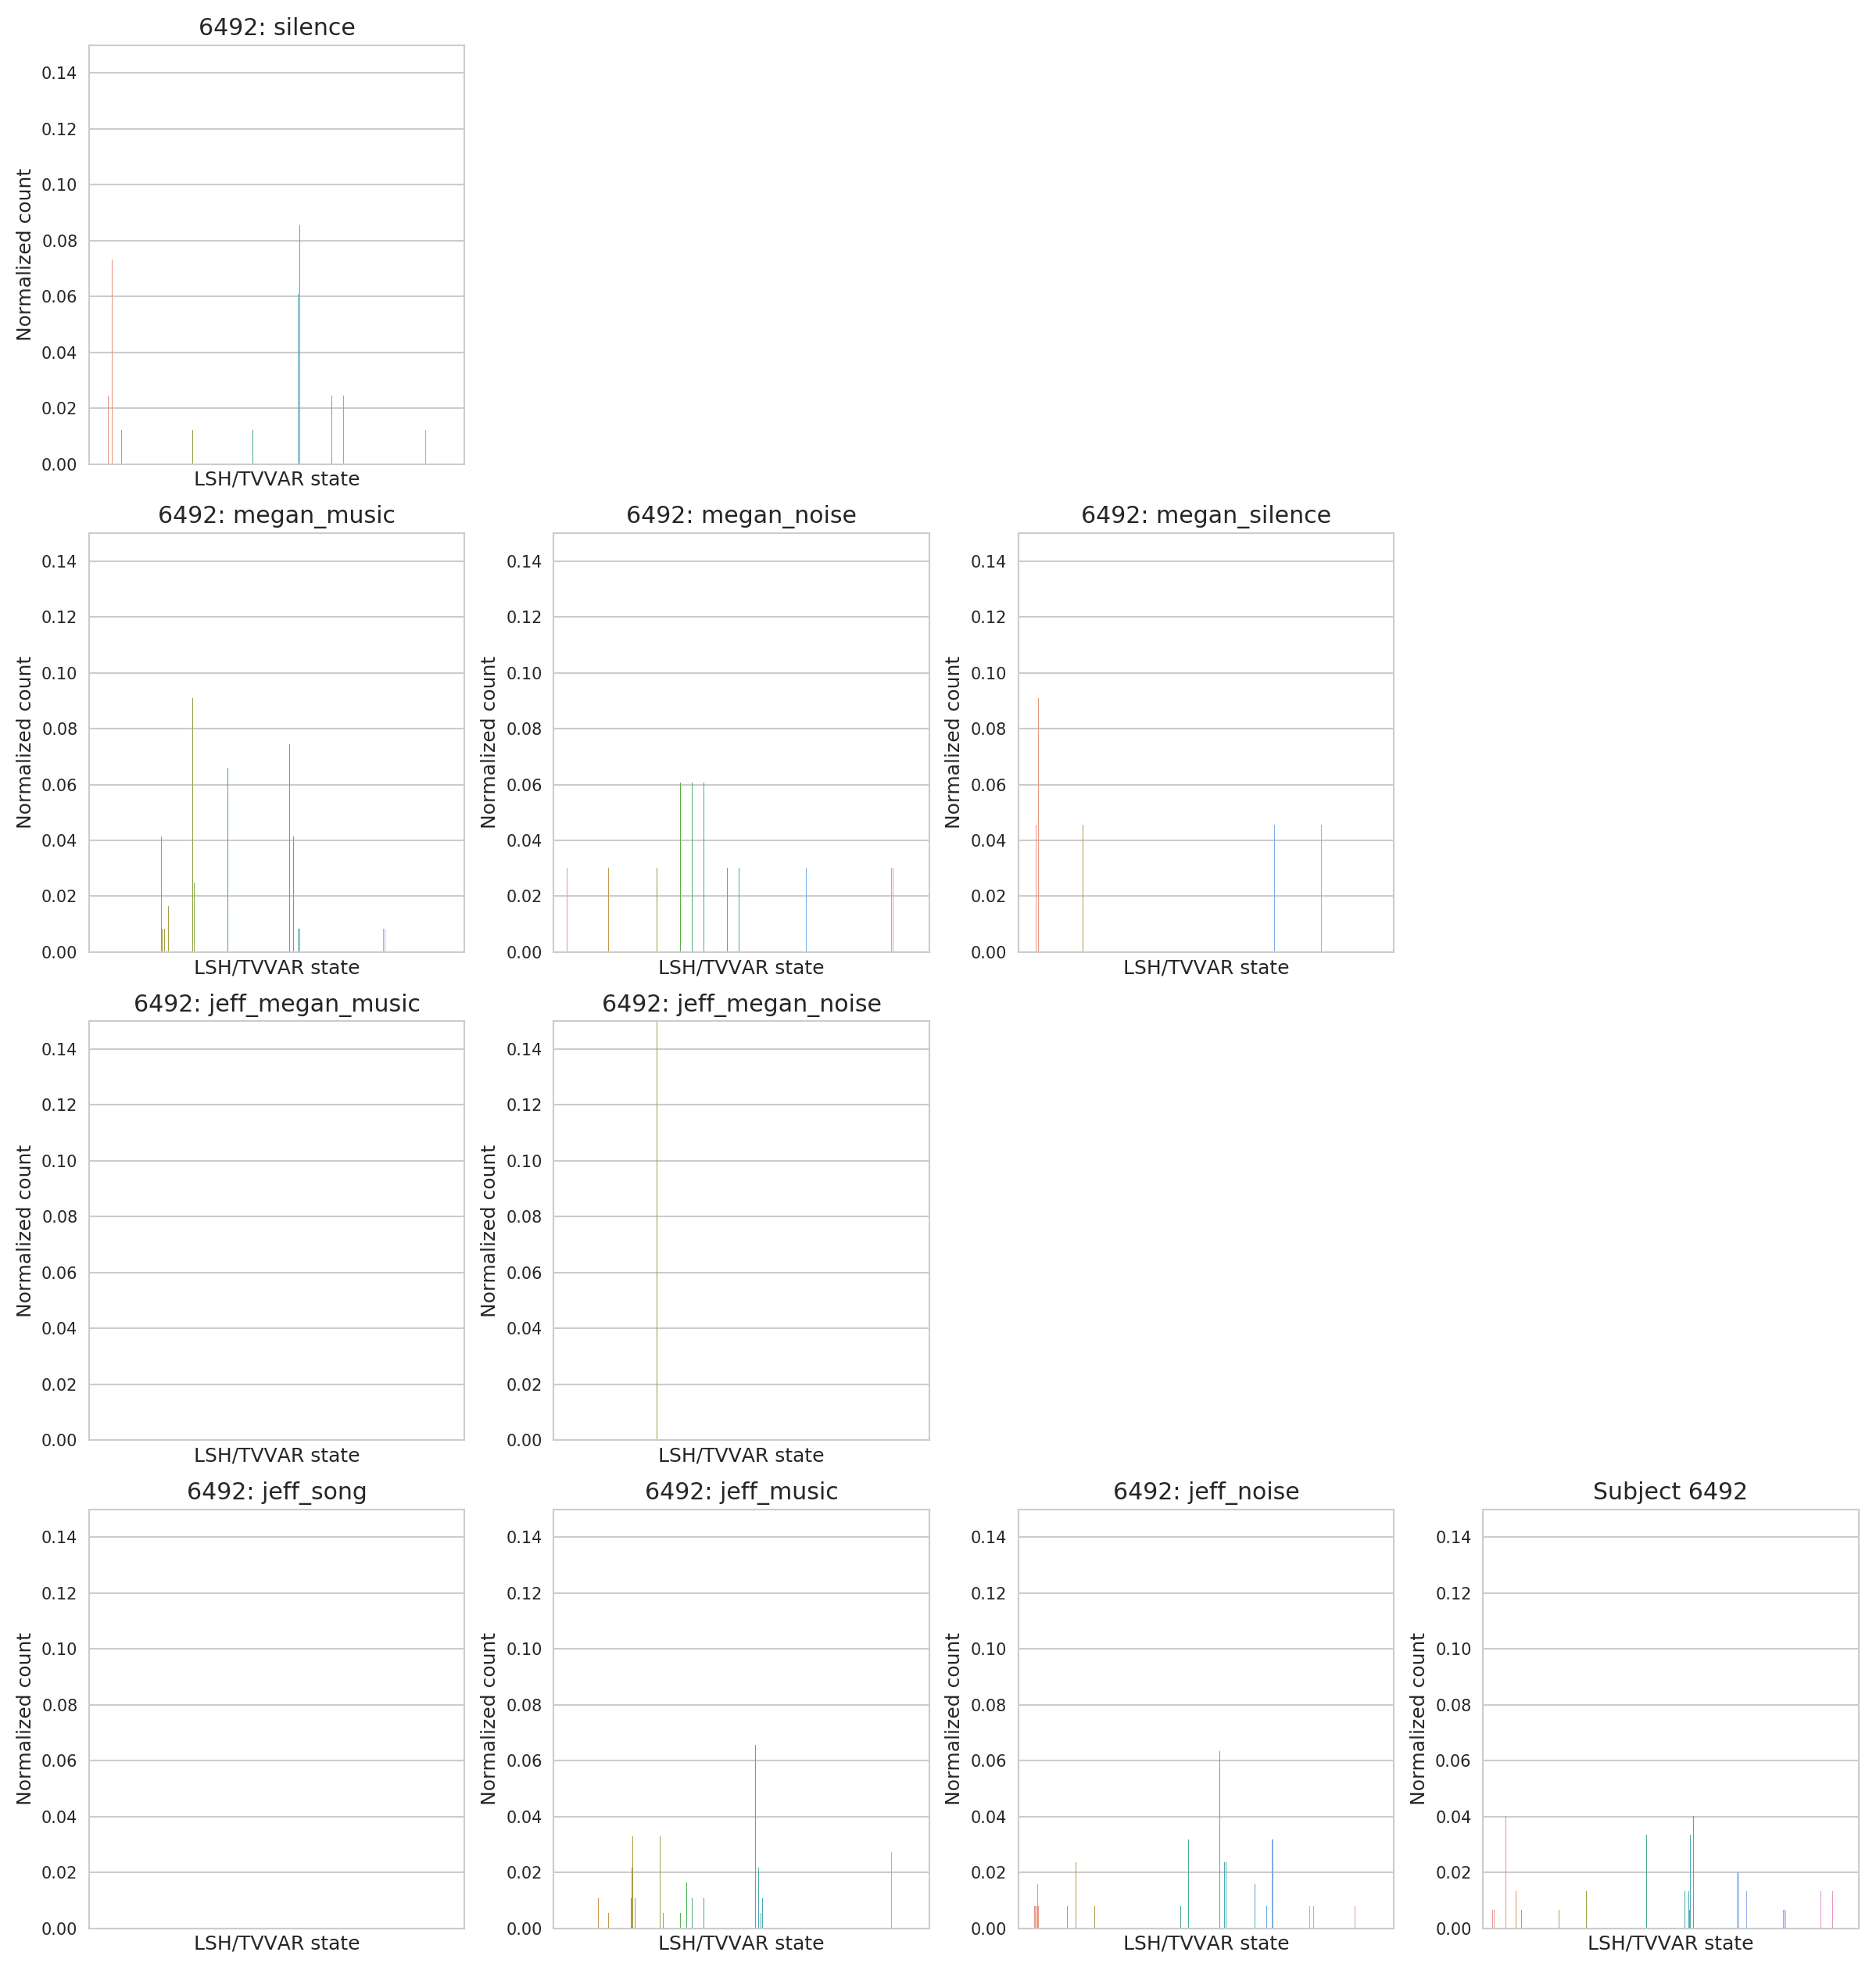 6492: silence
0.14
0.12
0.10
0.08
0.06
0.04
0.02
0.00
Normalized count
LSH/TVVAR state
6492: megan_music
0.14
0.12
0.10
0.08
0.06
0.04
0.02
0.00
Normalized count
LSH/TVVAR state
6492: megan_noise
0.14
0.12
0.10
0.08
0.06
0.04
0.02
0.00
Normalized count
LSH/TVVAR state
6492: megan_silence
0.14
0.12
0.10
0.08
0.06
0.04
0.02
0.00
Normalized count
LSH/TVVAR state
6492: jeff_megan_music
0.14
0.12
0.10
0.08
0.06
0.04
0.02
0.00
Normalized count
LSH/TVVAR state
6492: jeff_megan_noise
0.14
0.12
0.10
0.08
0.06
0.04
0.02
0.00
Normalized count
LSH/TVVAR state
6492: jeff_song
0.14
0.12
0.10
0.08
0.06
0.04
0.02
0.00
Normalized count
LSH/TVVAR state
6492: jeff_music
0.14
0.12
0.10
0.08
0.06
0.04
0.02
0.00
Normalized count
LSH/TVVAR state
6492: jeff_noise
0.14
0.12
0.10
0.08
0.06
0.04
0.02
0.00
Normalized count
LSH/TVVAR state
Subject 6492
0.14
0.12
0.10
0.08
0.06
0.04
0.02
0.00
Normalized count
LSH/TVVAR state